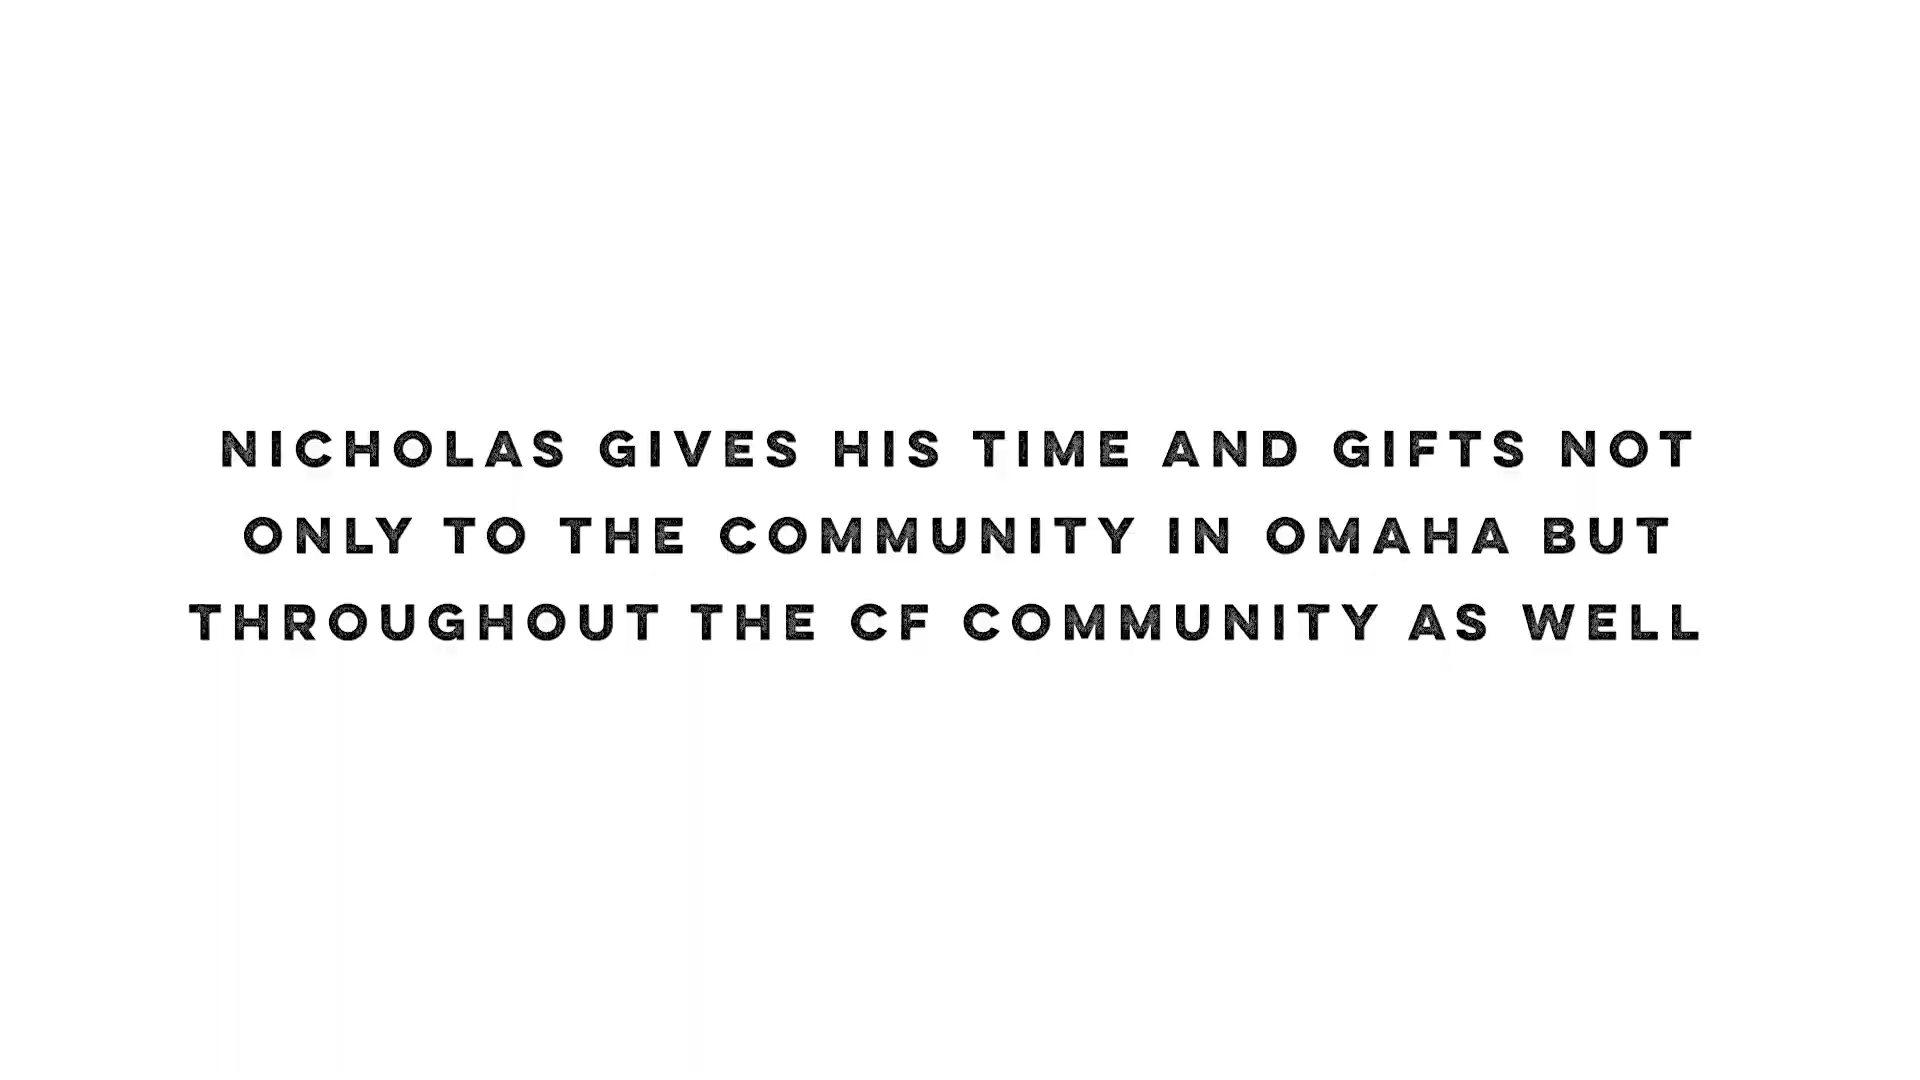 NICHOLAS GIVES HIS TIME AND GIFTS NOT
ONLY TO THE COMMUNITY IN OMAHA BUT
THROUGHOUT THE CF COMMUNITY AS WELL